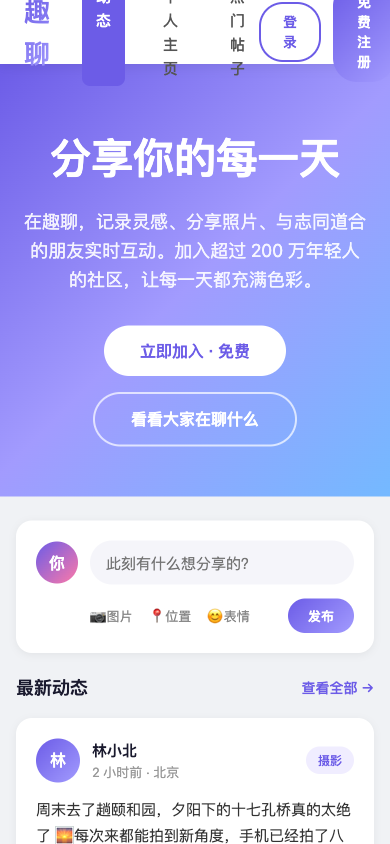 趣聊
动态
个人主页
热门帖子
登录
免费注册
分享你的每一天
在趣聊，记录灵感、分享照片、与志同道合
的朋友实时互动。加入超过 200 万年轻人
的社区，让每一天都充满色彩。
立即加入 · 免费
看看大家在聊什么
你
此刻有什么想分享的?
📷图片 📍位置 😊表情 发布
最新动态 查看全部 →
林
林小北 摄影
2 小时前 · 北京
周末去了趟颐和园，夕阳下的十七孔桥真的太绝
了 🌇每次来都能拍到新角度，手机已经拍了八